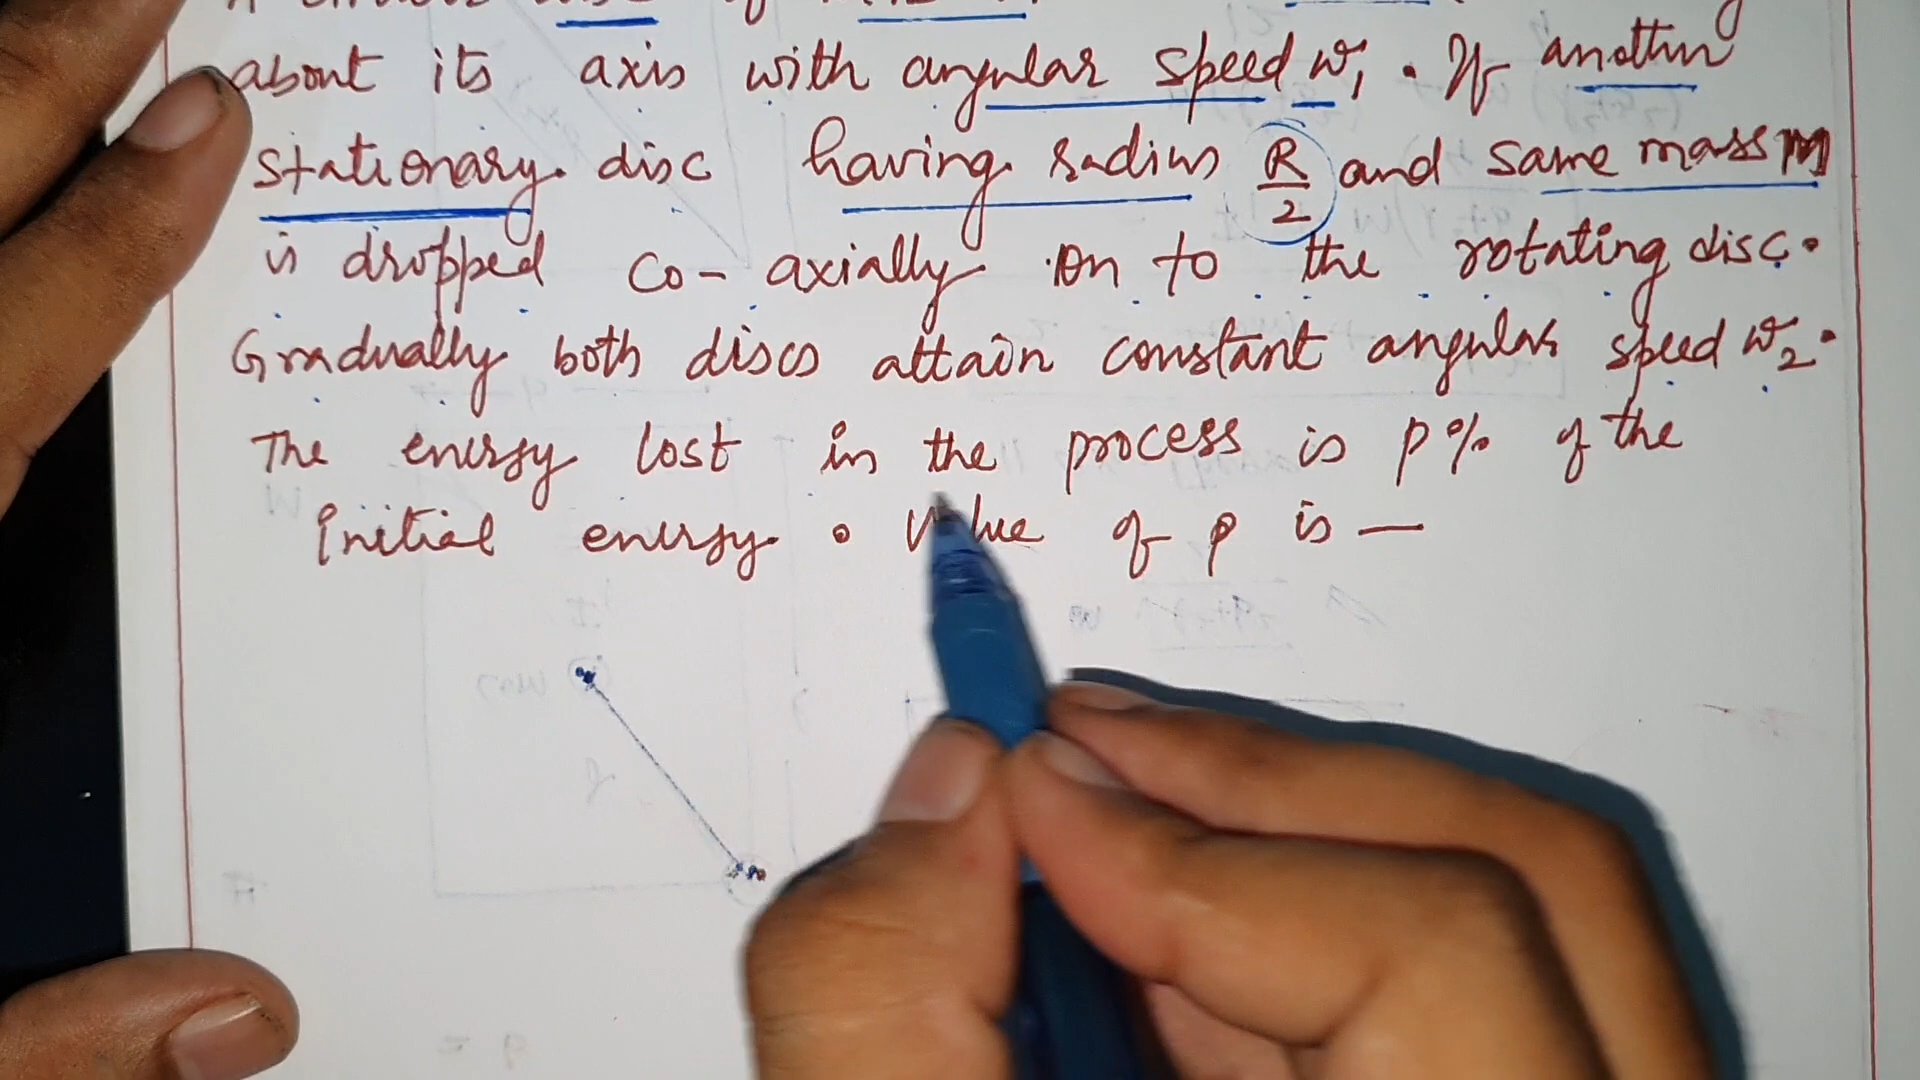 about its axis with angular speed ω₁. If another
stationary disc having radius R/2 and same mass M
is dropped co-axially on to the rotating disc.
Gradually both discs attain constant angular speed ω₂.
The energy lost in the process is p% of the
initial energy. Value of p is —